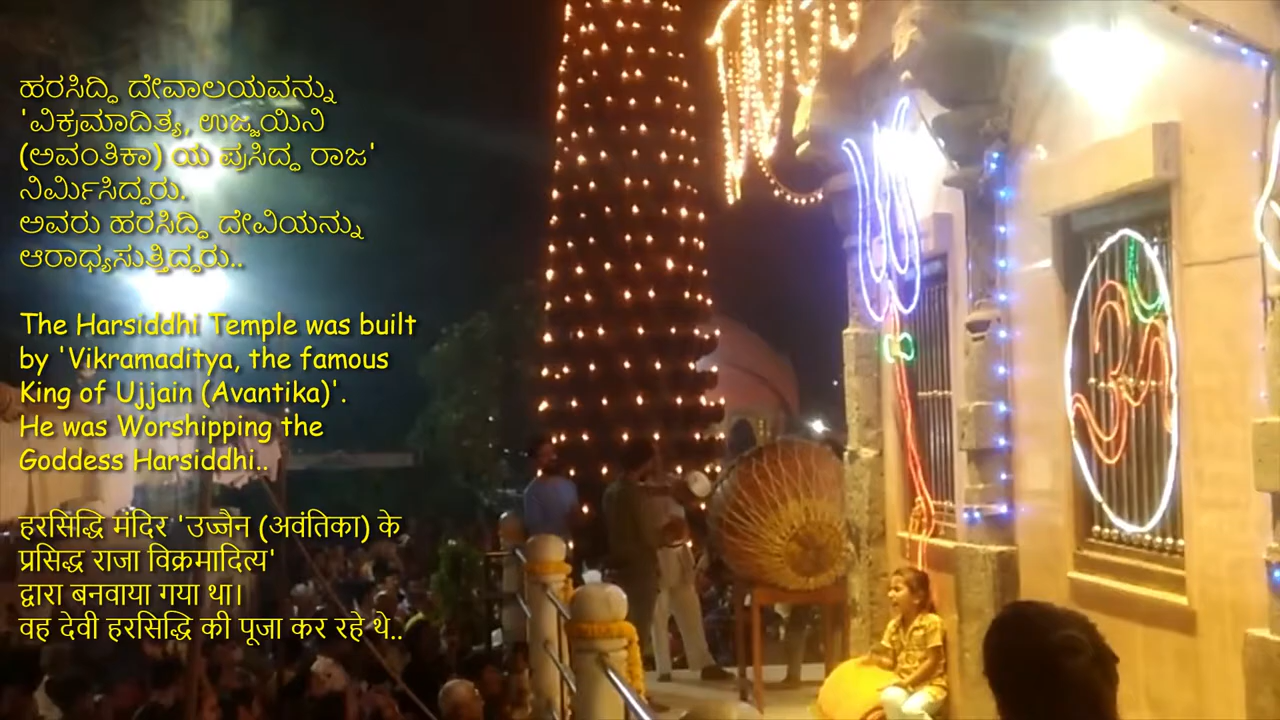 ಹರಸಿದ್ಧಿ ದೇವಾಲಯವನ್ನು
'ವಿಕ್ರಮಾದಿತ್ಯ, ಉಜ್ಜಯಿನಿ
(ಅವಂತಿಕಾ) ಯ ಪ್ರಸಿದ್ಧ ರಾಜ'
ನಿರ್ಮಿಸಿದ್ದರು.
ಅವರು ಹರಸಿದ್ಧಿ ದೇವಿಯನ್ನು
ಆರಾಧ್ಯಸುತ್ತಿದ್ದರು..
The Harsiddhi Temple was built
by 'Vikramaditya, the famous
King of Ujjain (Avantika)'.
He was Worshipping the
Goddess Harsiddhi..
हरसिद्धि मंदिर 'उज्जैन (अवंतिका) के
प्रसिद्ध राजा विक्रमादित्य'
द्वारा बनवाया गया था।
वह देवी हरसिद्धि की पूजा कर रहे थे..
ॐ